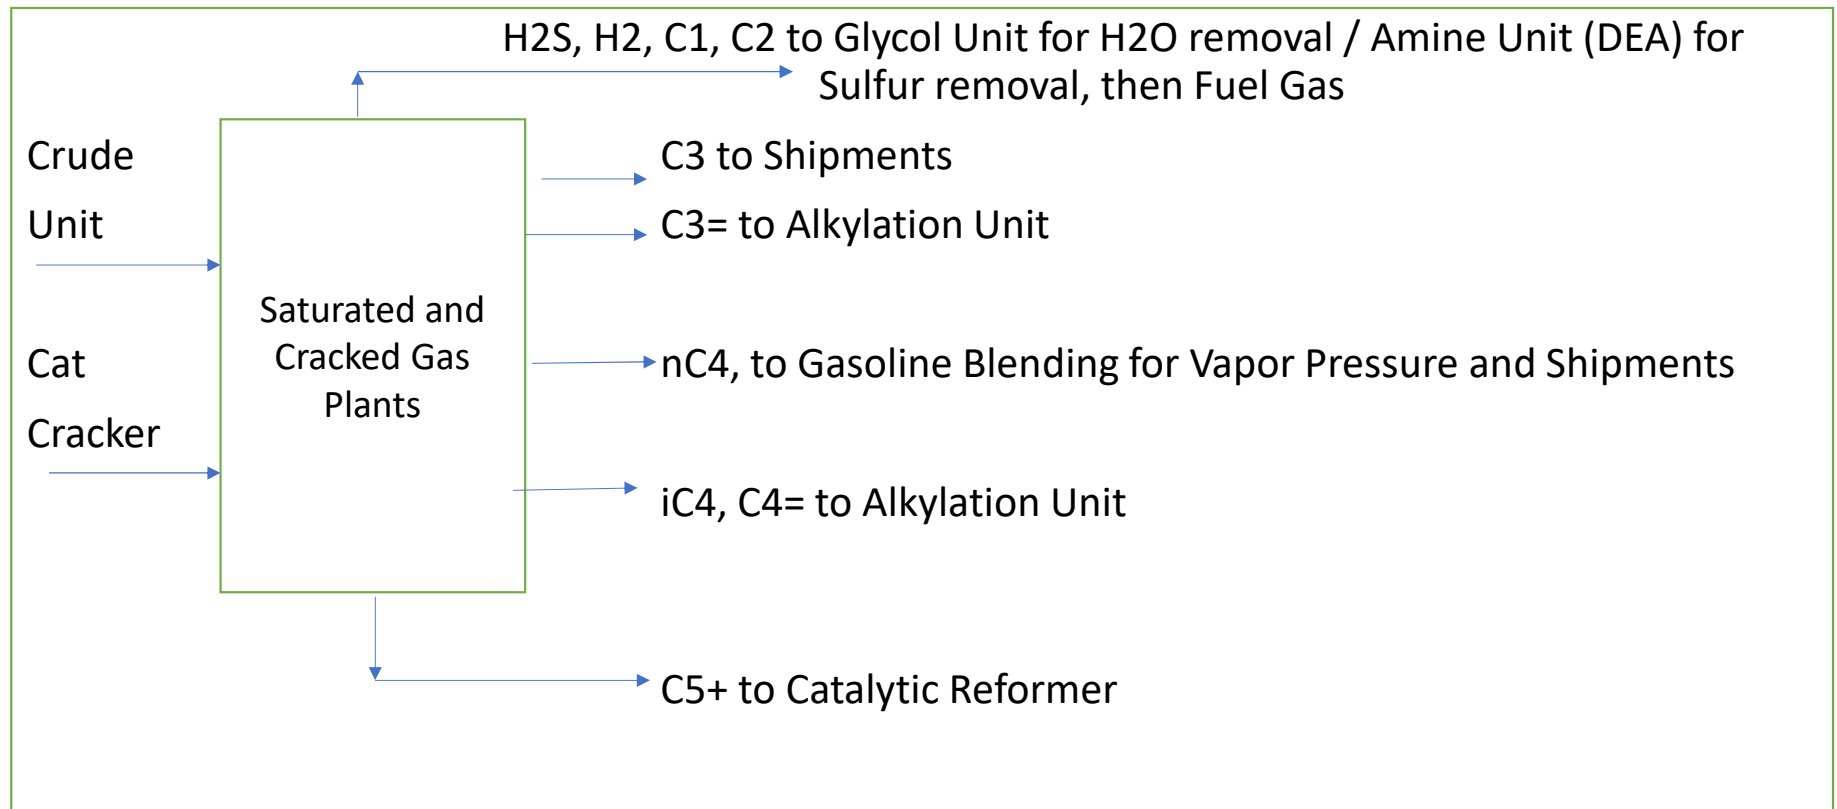 H2S, H2, C1, C2 to Glycol Unit for H2O removal / Amine Unit (DEA) for
Sulfur removal, then Fuel Gas
Crude
Unit
Cat
Cracker
Saturated and
Cracked Gas
Plants
C3 to Shipments
C3= to Alkylation Unit
nC4, to Gasoline Blending for Vapor Pressure and Shipments
iC4, C4= to Alkylation Unit
C5+ to Catalytic Reformer